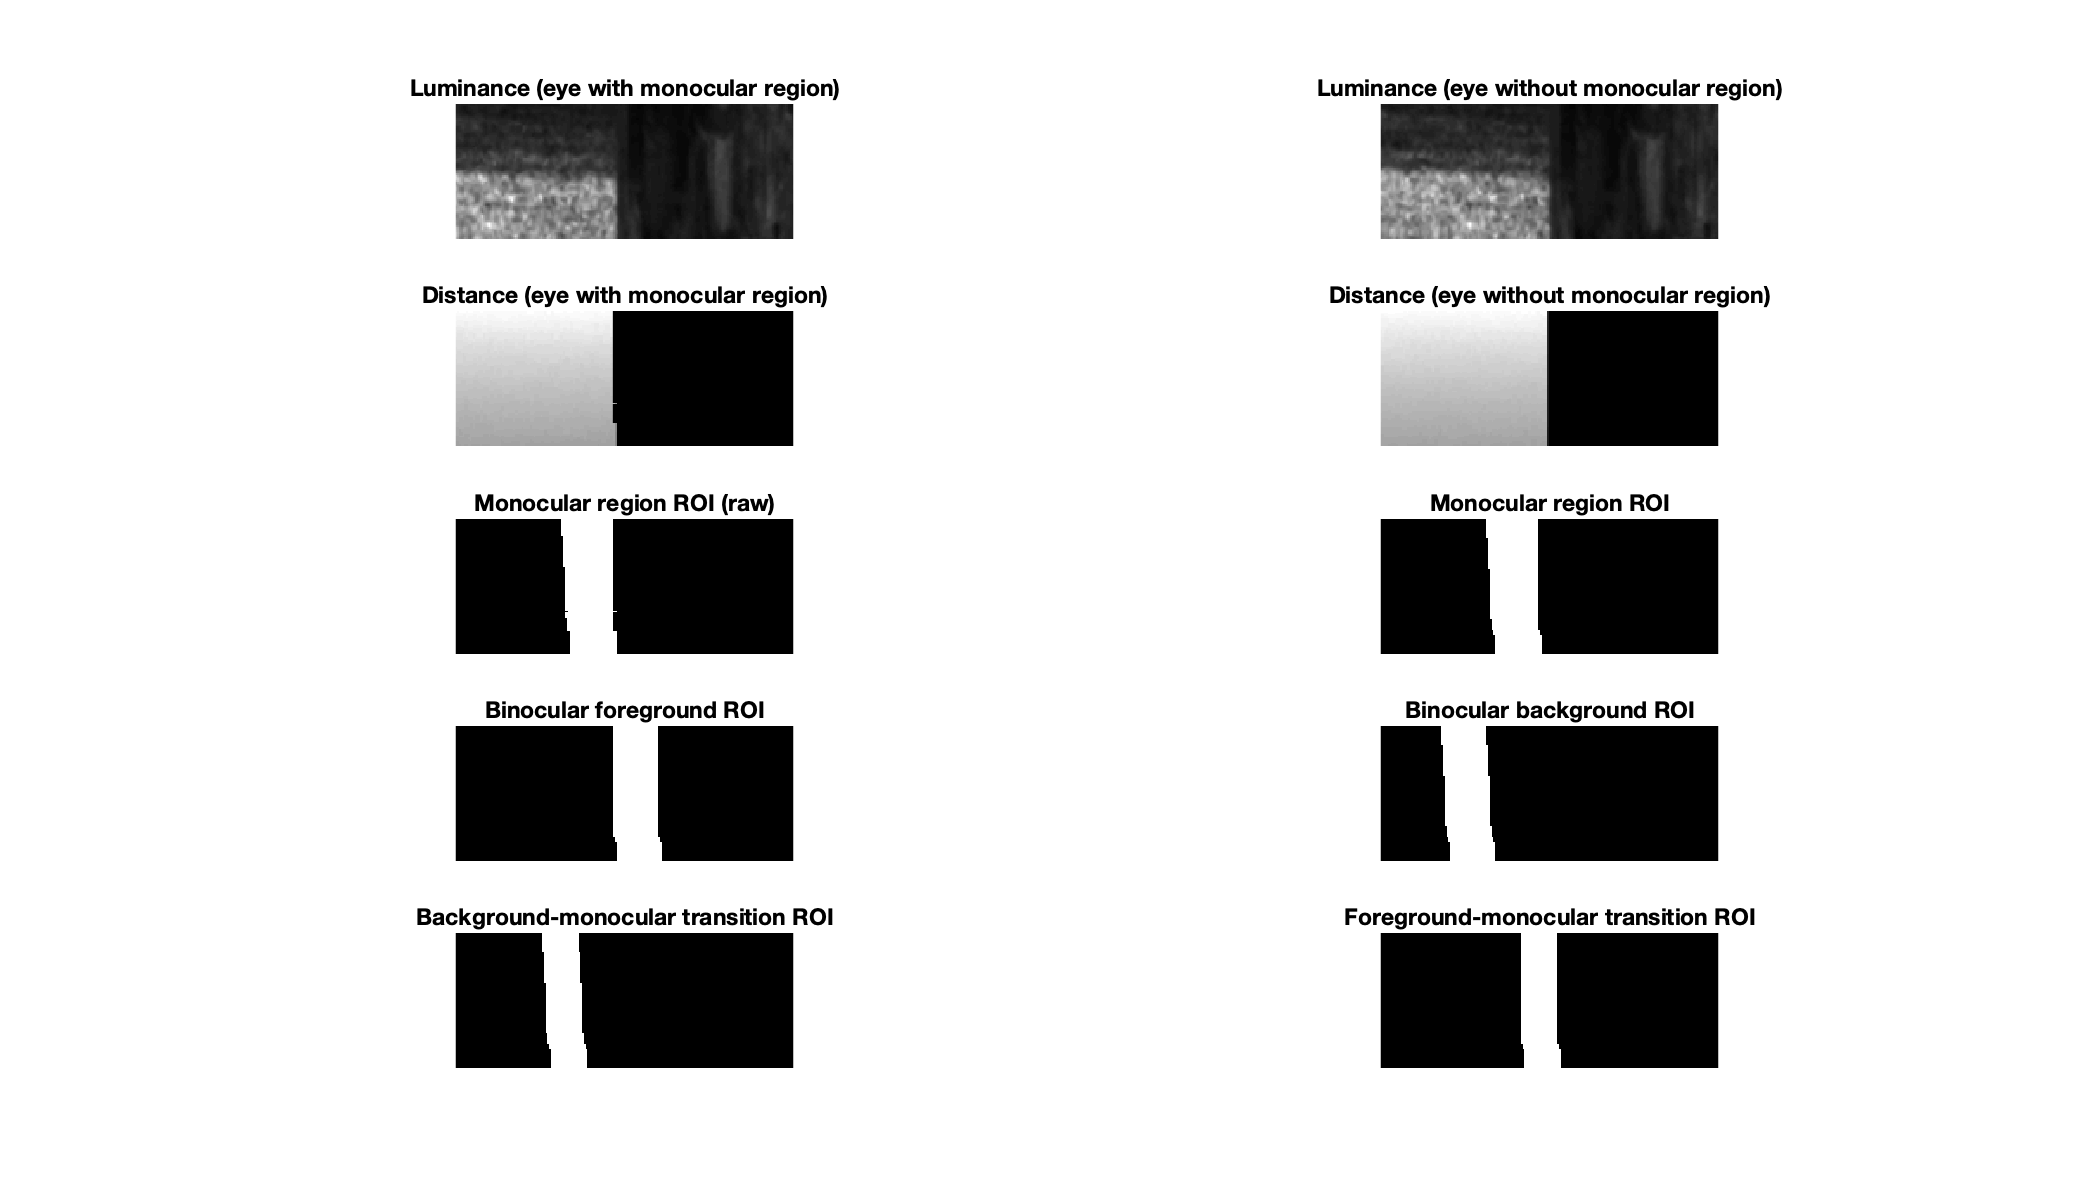 Luminance (eye with monocular region)
Luminance (eye without monocular region)
Distance (eye with monocular region)
Distance (eye without monocular region)
Monocular region ROI (raw)
Monocular region ROI
Binocular foreground ROI
Binocular background ROI
Background-monocular transition ROI
Foreground-monocular transition ROI